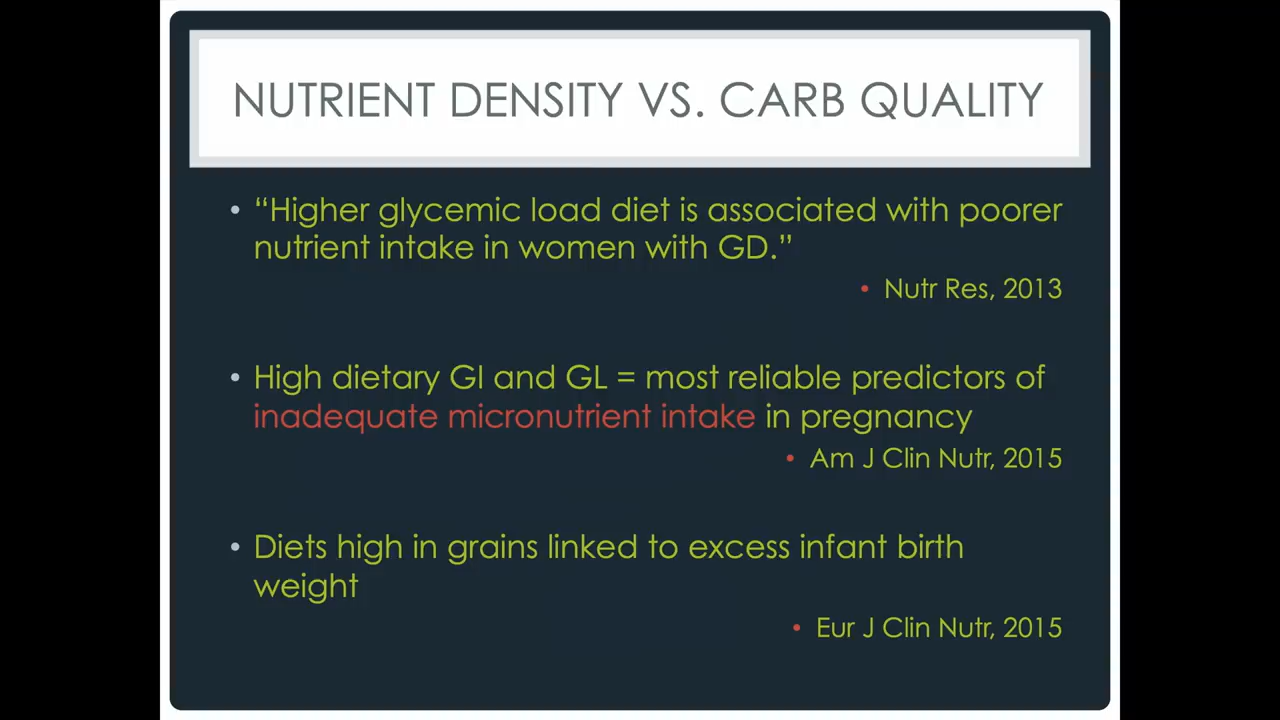 NUTRIENT DENSITY VS. CARB QUALITY
• “Higher glycemic load diet is associated with poorer
nutrient intake in women with GD.”
• Nutr Res, 2013
• High dietary GI and GL = most reliable predictors of
inadequate micronutrient intake in pregnancy
• Am J Clin Nutr, 2015
• Diets high in grains linked to excess infant birth
weight
• Eur J Clin Nutr, 2015